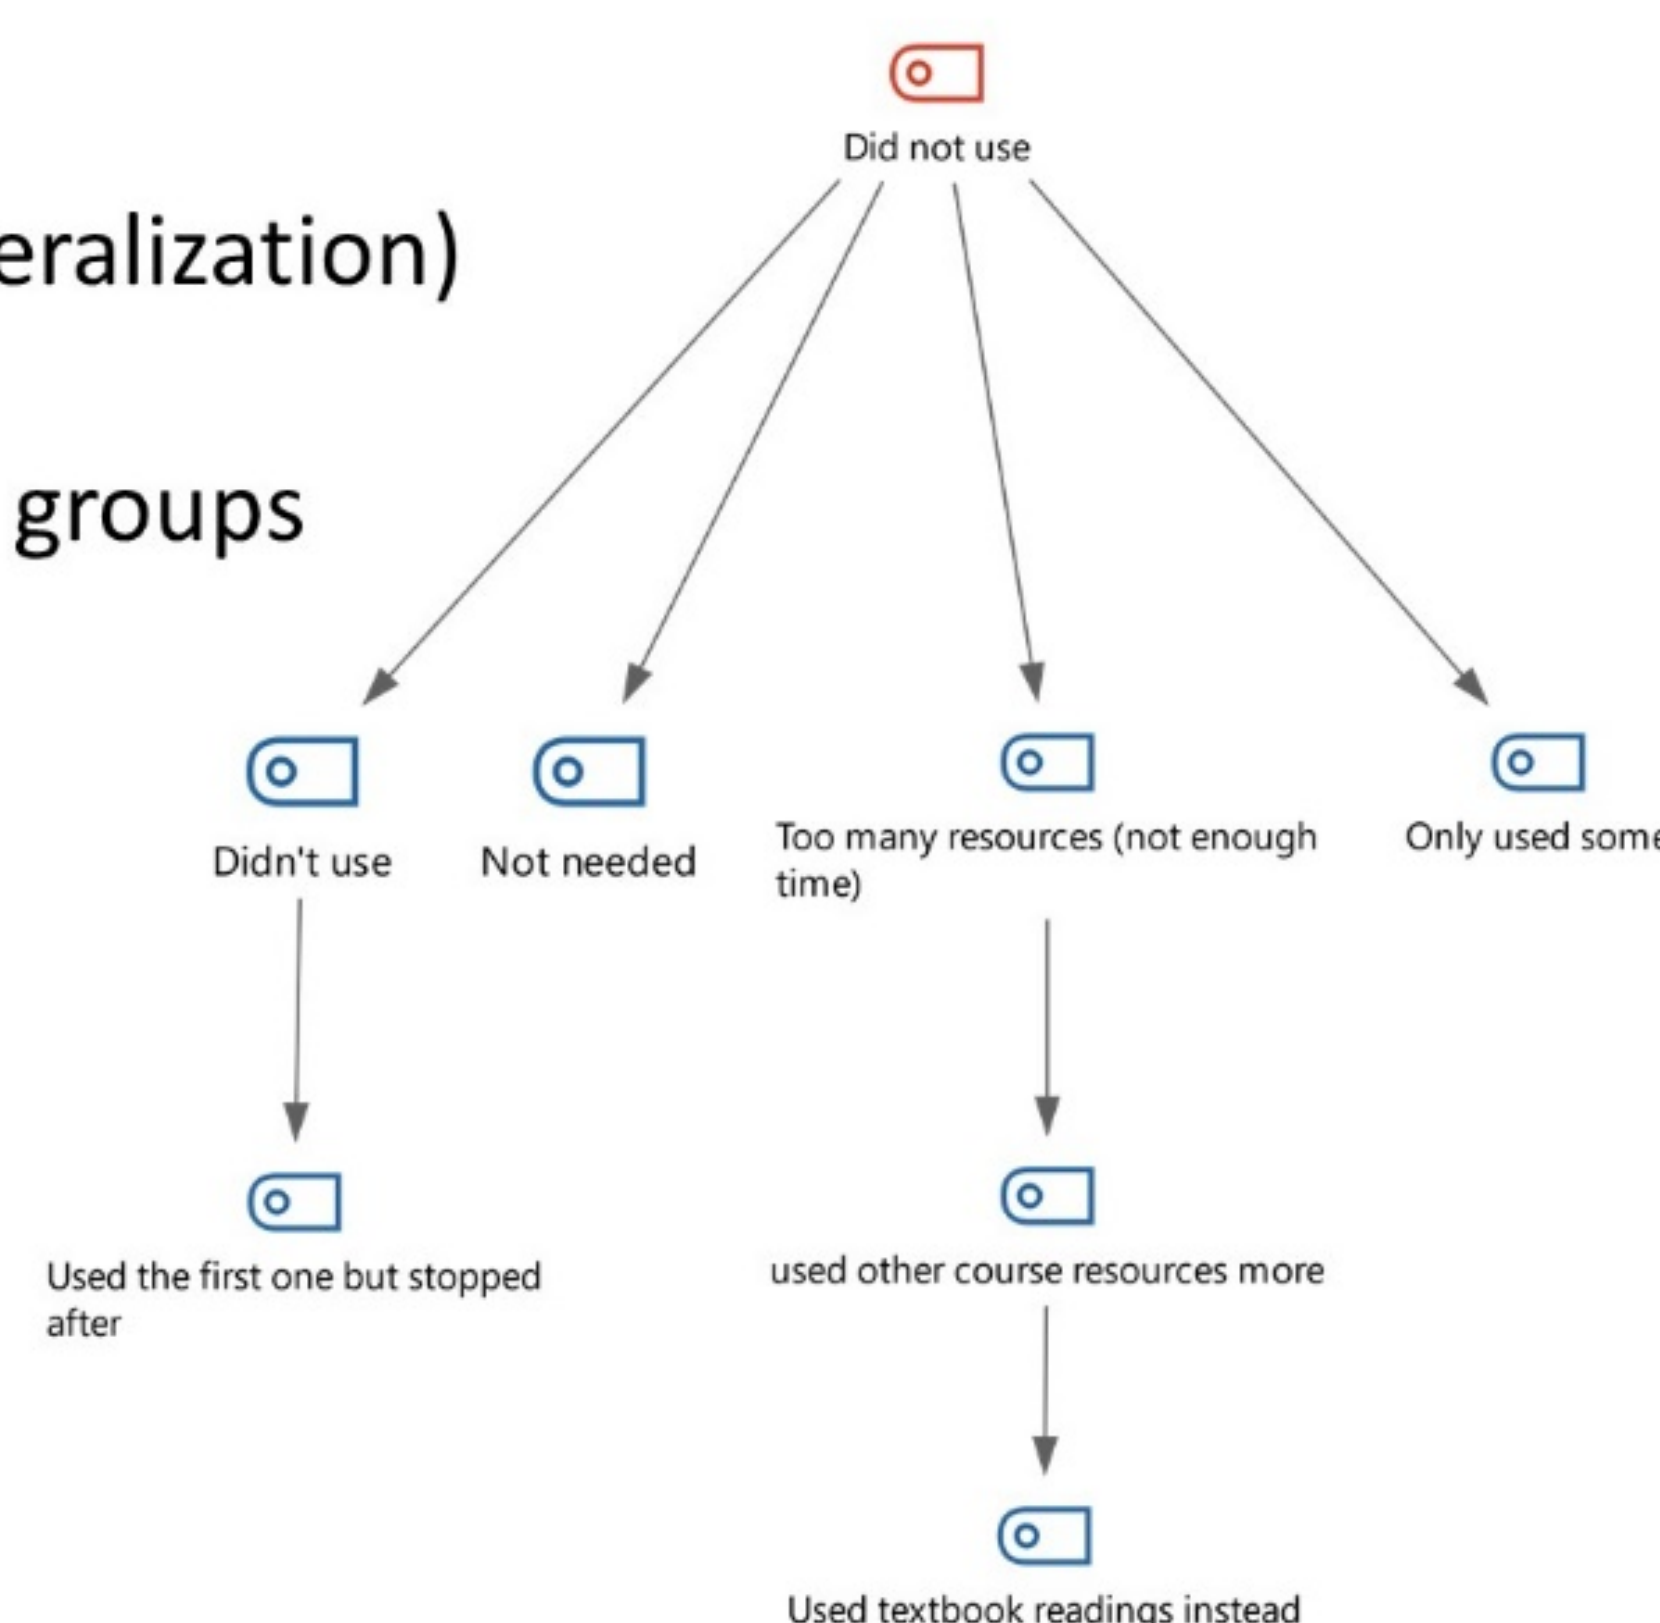 Did not use
eralization)
groups
Didn't use
Not needed
Too many resources (not enough
time)
Only used some
Used the first one but stopped
after
used other course resources more
Used textbook readings instead